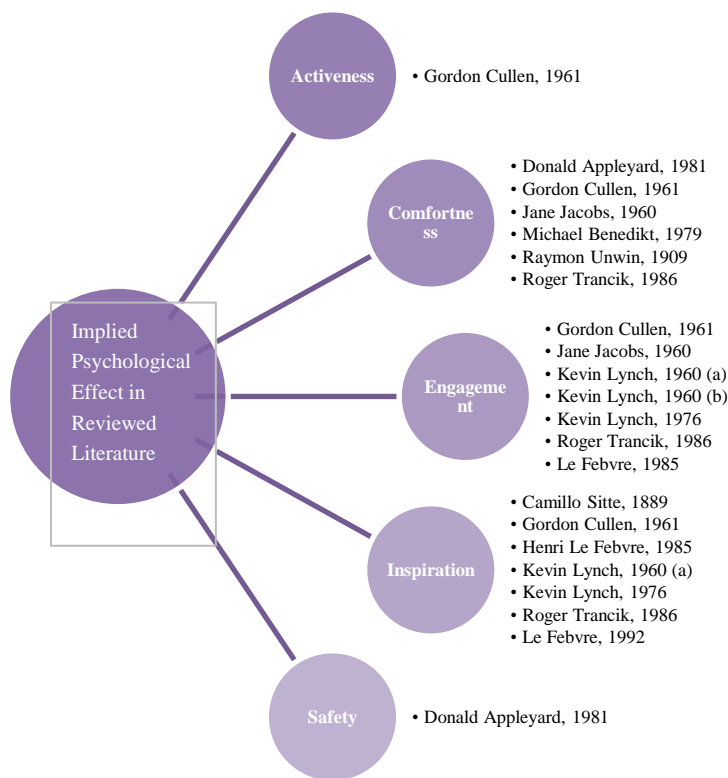 Activeness
• Gordon Cullen, 1961
Comfortne
ss
• Donald Appleyard, 1981
• Gordon Cullen, 1961
• Jane Jacobs, 1960
• Michael Benedikt, 1979
• Raymon Unwin, 1909
• Roger Trancik, 1986
Implied
Psychological
Effect in
Reviewed
Literature
Engageme
nt
• Gordon Cullen, 1961
• Jane Jacobs, 1960
• Kevin Lynch, 1960 (a)
• Kevin Lynch, 1960 (b)
• Kevin Lynch, 1976
• Roger Trancik, 1986
• Le Febvre, 1985
Inspiration
• Camillo Sitte, 1889
• Gordon Cullen, 1961
• Henri Le Febvre, 1985
• Kevin Lynch, 1960 (a)
• Kevin Lynch, 1976
• Roger Trancik, 1986
• Le Febvre, 1992
Safety
• Donald Appleyard, 1981